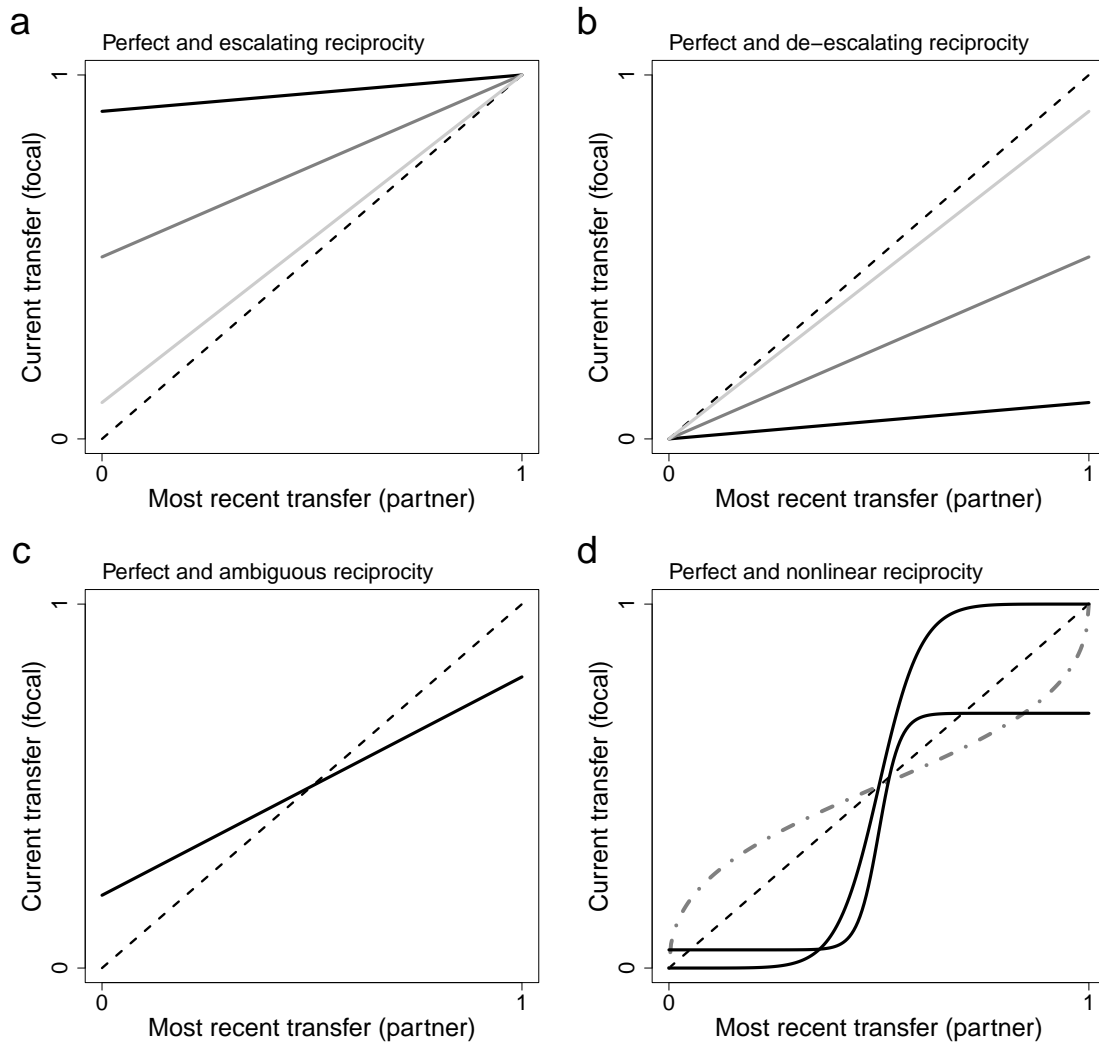 a
Perfect and escalating reciprocity
1
0
Current transfer (focal)
0
1
Most recent transfer (partner)
b
Perfect and de−escalating reciprocity
1
0
Current transfer (focal)
0
1
Most recent transfer (partner)
c
Perfect and ambiguous reciprocity
1
0
Current transfer (focal)
0
1
Most recent transfer (partner)
d
Perfect and nonlinear reciprocity
1
0
Current transfer (focal)
0
1
Most recent transfer (partner)